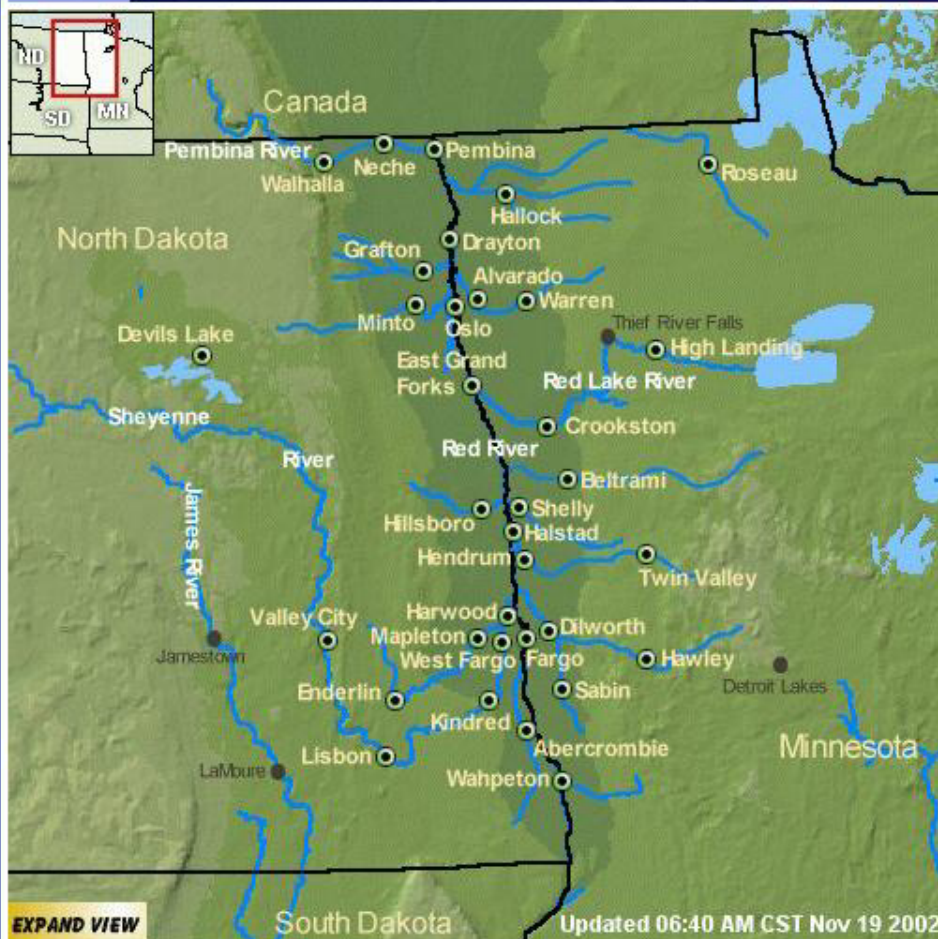 ND
SD
MN
Canada
Pembina River
Neche
Pembina
Walhalla
Roseau
Hallock
North Dakota
Drayton
Grafton
Alvarado
Warren
Minto
Oslo
Thief River Falls
Devils Lake
High Landing
East Grand
Forks
Red Lake River
Sheyenne
Crookston
Red River
River
Beltrami
James River
Shelly
Hillsboro
Halstad
Hendrum
Twin Valley
Harwood
Valley City
Dilworth
Mapleton
West Fargo
Fargo
Jamestown
Hawley
Detroit Lakes
Enderlin
Sabin
Kindred
Abercrombie
Minnesota
Lisbon
LaMoure
Wahpeton
EXPAND VIEW
South Dakota
Updated 06:40 AM CST Nov 19 2002